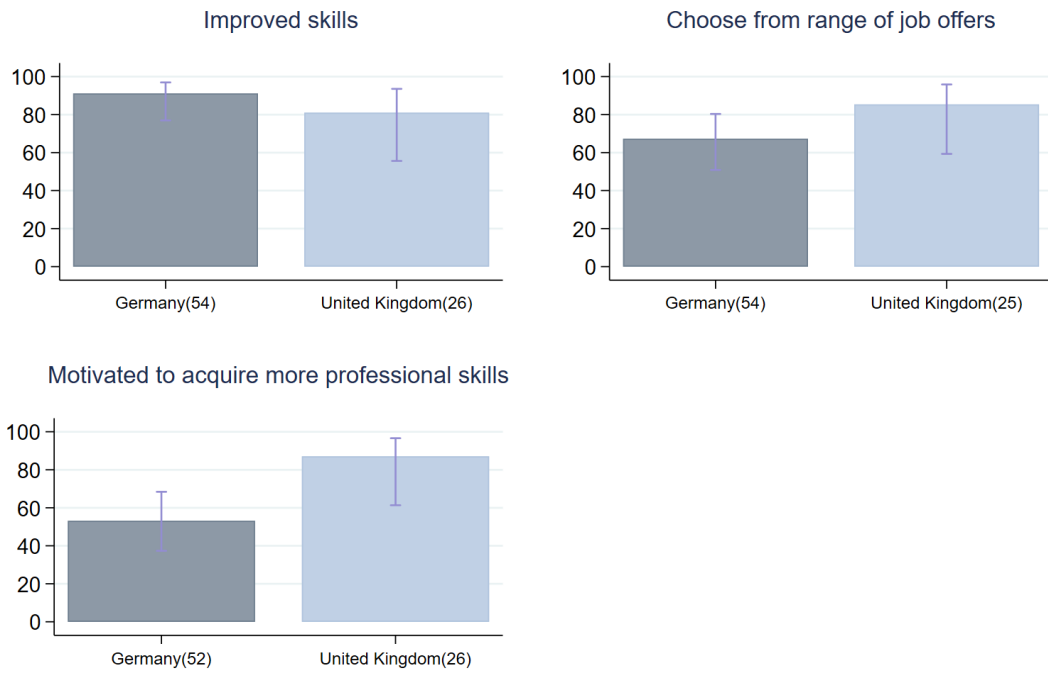 Improved skills
100
80
60
40
20
0
Germany(54)
United Kingdom(26)
Choose from range of job offers
100
80
60
40
20
0
Germany(54)
United Kingdom(25)
Motivated to acquire more professional skills
100
80
60
40
20
0
Germany(52)
United Kingdom(26)